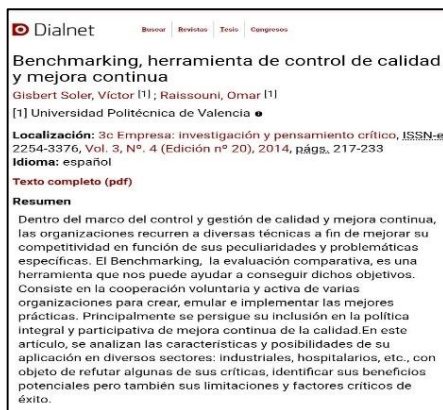 Dialnet Buscar Revistas Tesis Congresos
Benchmarking, herramienta de control de calidad
y mejora continua
Gisbert Soler, Víctor [1] ; Raissouni, Omar [1]
[1] Universidad Politécnica de Valencia
Localización: 3c Empresa: investigación y pensamiento crítico, ISSN-e
2254-3376, Vol. 3, Nº. 4 (Edición nº 20), 2014, págs. 217-233
Idioma: español
Texto completo (pdf)
Resumen
Dentro del marco del control y gestión de calidad y mejora continua,
las organizaciones recurren a diversas técnicas a fin de mejorar su
competitividad en función de sus peculiaridades y problemáticas
específicas. El Benchmarking, la evaluación comparativa, es una
herramienta que nos puede ayudar a conseguir dichos objetivos.
Consiste en la cooperación voluntaria y activa de varias
organizaciones para crear, emular e implementar las mejores
prácticas. Principalmente se persigue su inclusión en la política
integral y participativa de mejora continua de la calidad.En este
artículo, se analizan las características y posibilidades de su
aplicación en diversos sectores: industriales, hospitalarios, etc., con
objeto de refutar algunas de sus críticas, identificar sus beneficios
potenciales pero también sus limitaciones y factores críticos de
éxito.